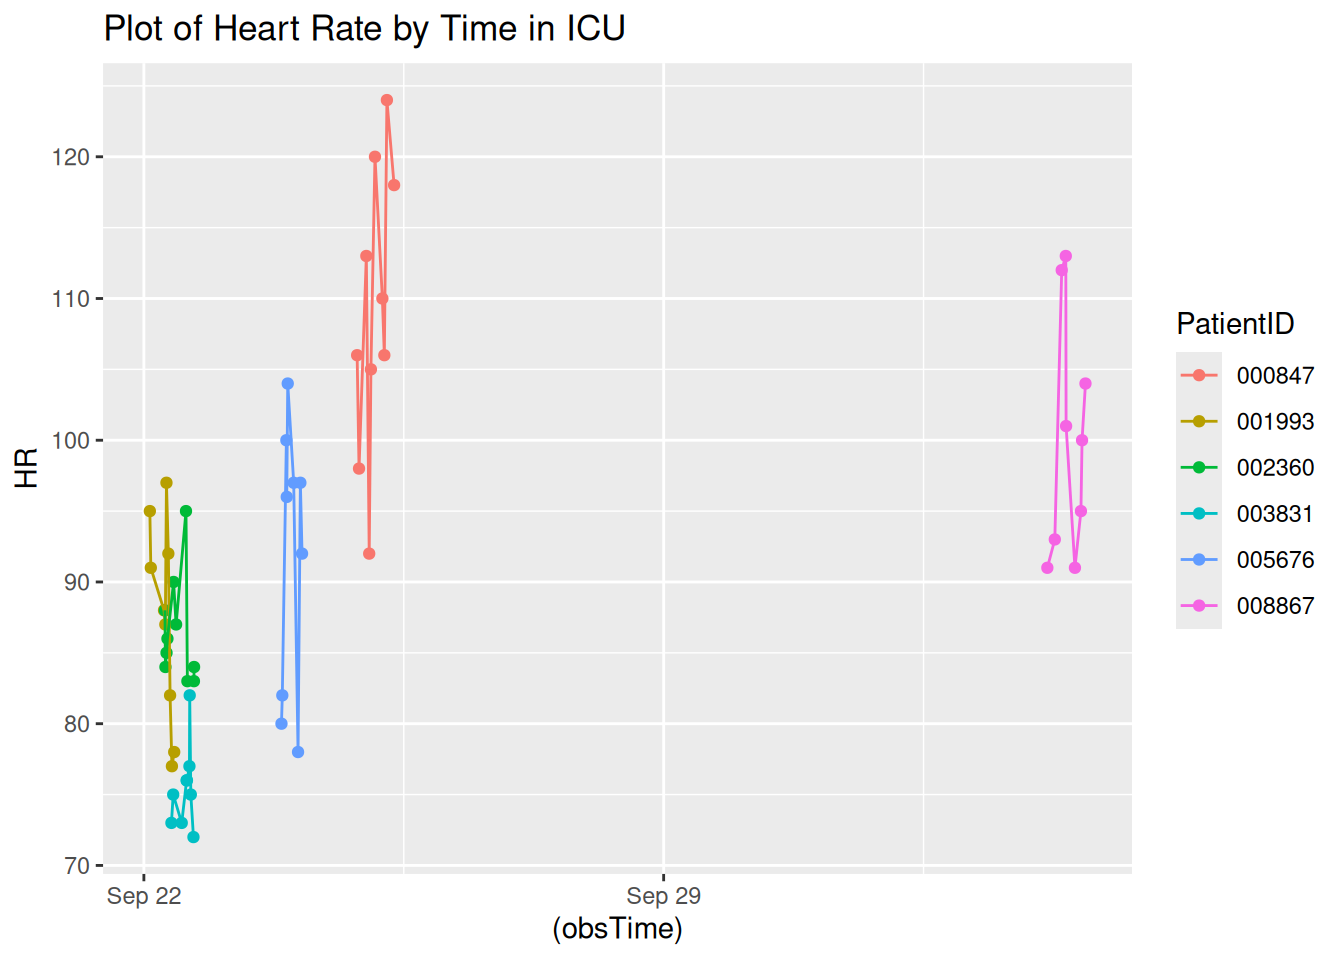 Plot of Heart Rate by Time in ICU
120
110
100
90
80
70
HR
Sep 22
Sep 29
(obsTime)
PatientID
000847
001993
002360
003831
005676
008867